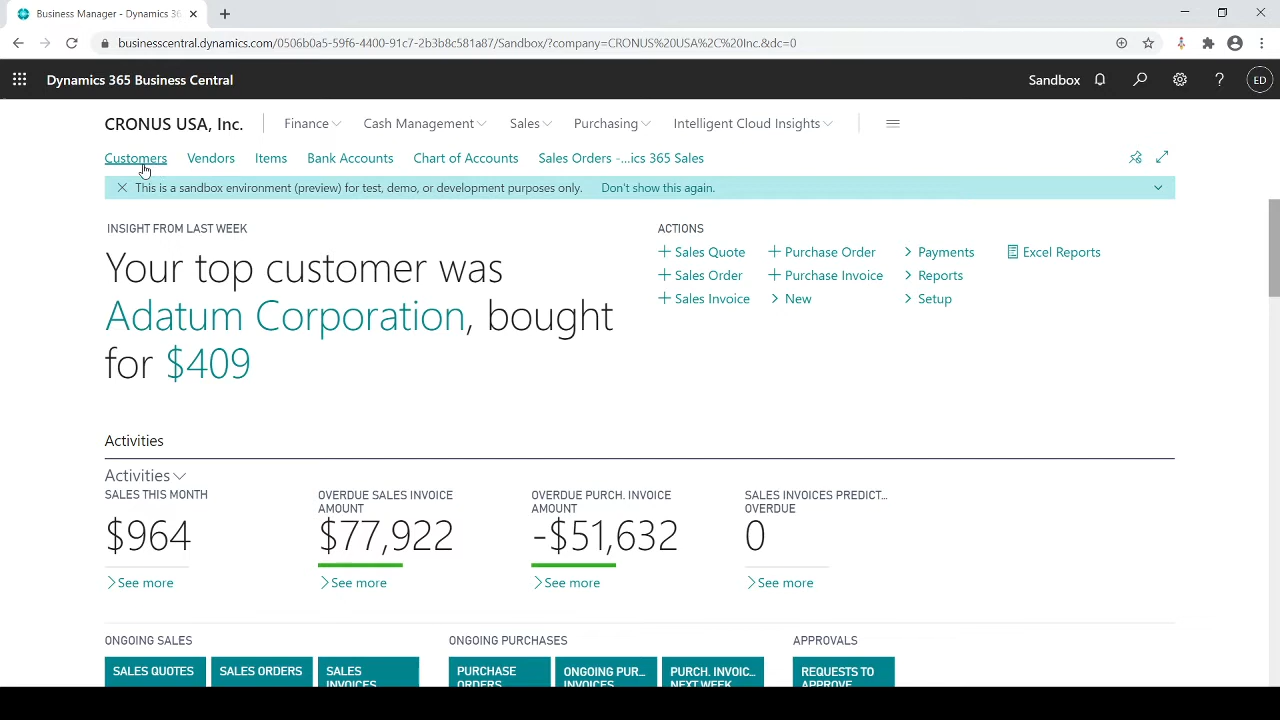 Business Manager - Dynamics 36
businesscentral.dynamics.com/0506b0a5-59f6-4400-91c7-2b3b8c581a87/Sandbox/?company=CRONUS%20USA%2C%20Inc.&dc=0
Dynamics 365 Business Central
Sandbox
?
ED
CRONUS USA, Inc.
Finance
Cash Management
Sales
Purchasing
Intelligent Cloud Insights
Customers
Vendors
Items
Bank Accounts
Chart of Accounts
Sales Orders -...ics 365 Sales
This is a sandbox environment (preview) for test, demo, or development purposes only. Don't show this again.
INSIGHT FROM LAST WEEK
Your top customer was
Adatum Corporation, bought
for $409
ACTIONS
+ Sales Quote
+ Purchase Order
> Payments
Excel Reports
+ Sales Order
+ Purchase Invoice
> Reports
+ Sales Invoice
> New
> Setup
Activities
Activities
SALES THIS MONTH
$964
>See more
OVERDUE SALES INVOICE
AMOUNT
$77,922
>See more
OVERDUE PURCH. INVOICE
AMOUNT
-$51,632
>See more
SALES INVOICES PREDICT...
OVERDUE
0
>See more
ONGOING SALES
SALES QUOTES
SALES ORDERS
SALES
INVOICES
ONGOING PURCHASES
PURCHASE
ORDERS
ONGOING PUR...
INVOICES
PURCH. INVOIC...
NEXT WEEK
APPROVALS
REQUESTS TO
APPROVE